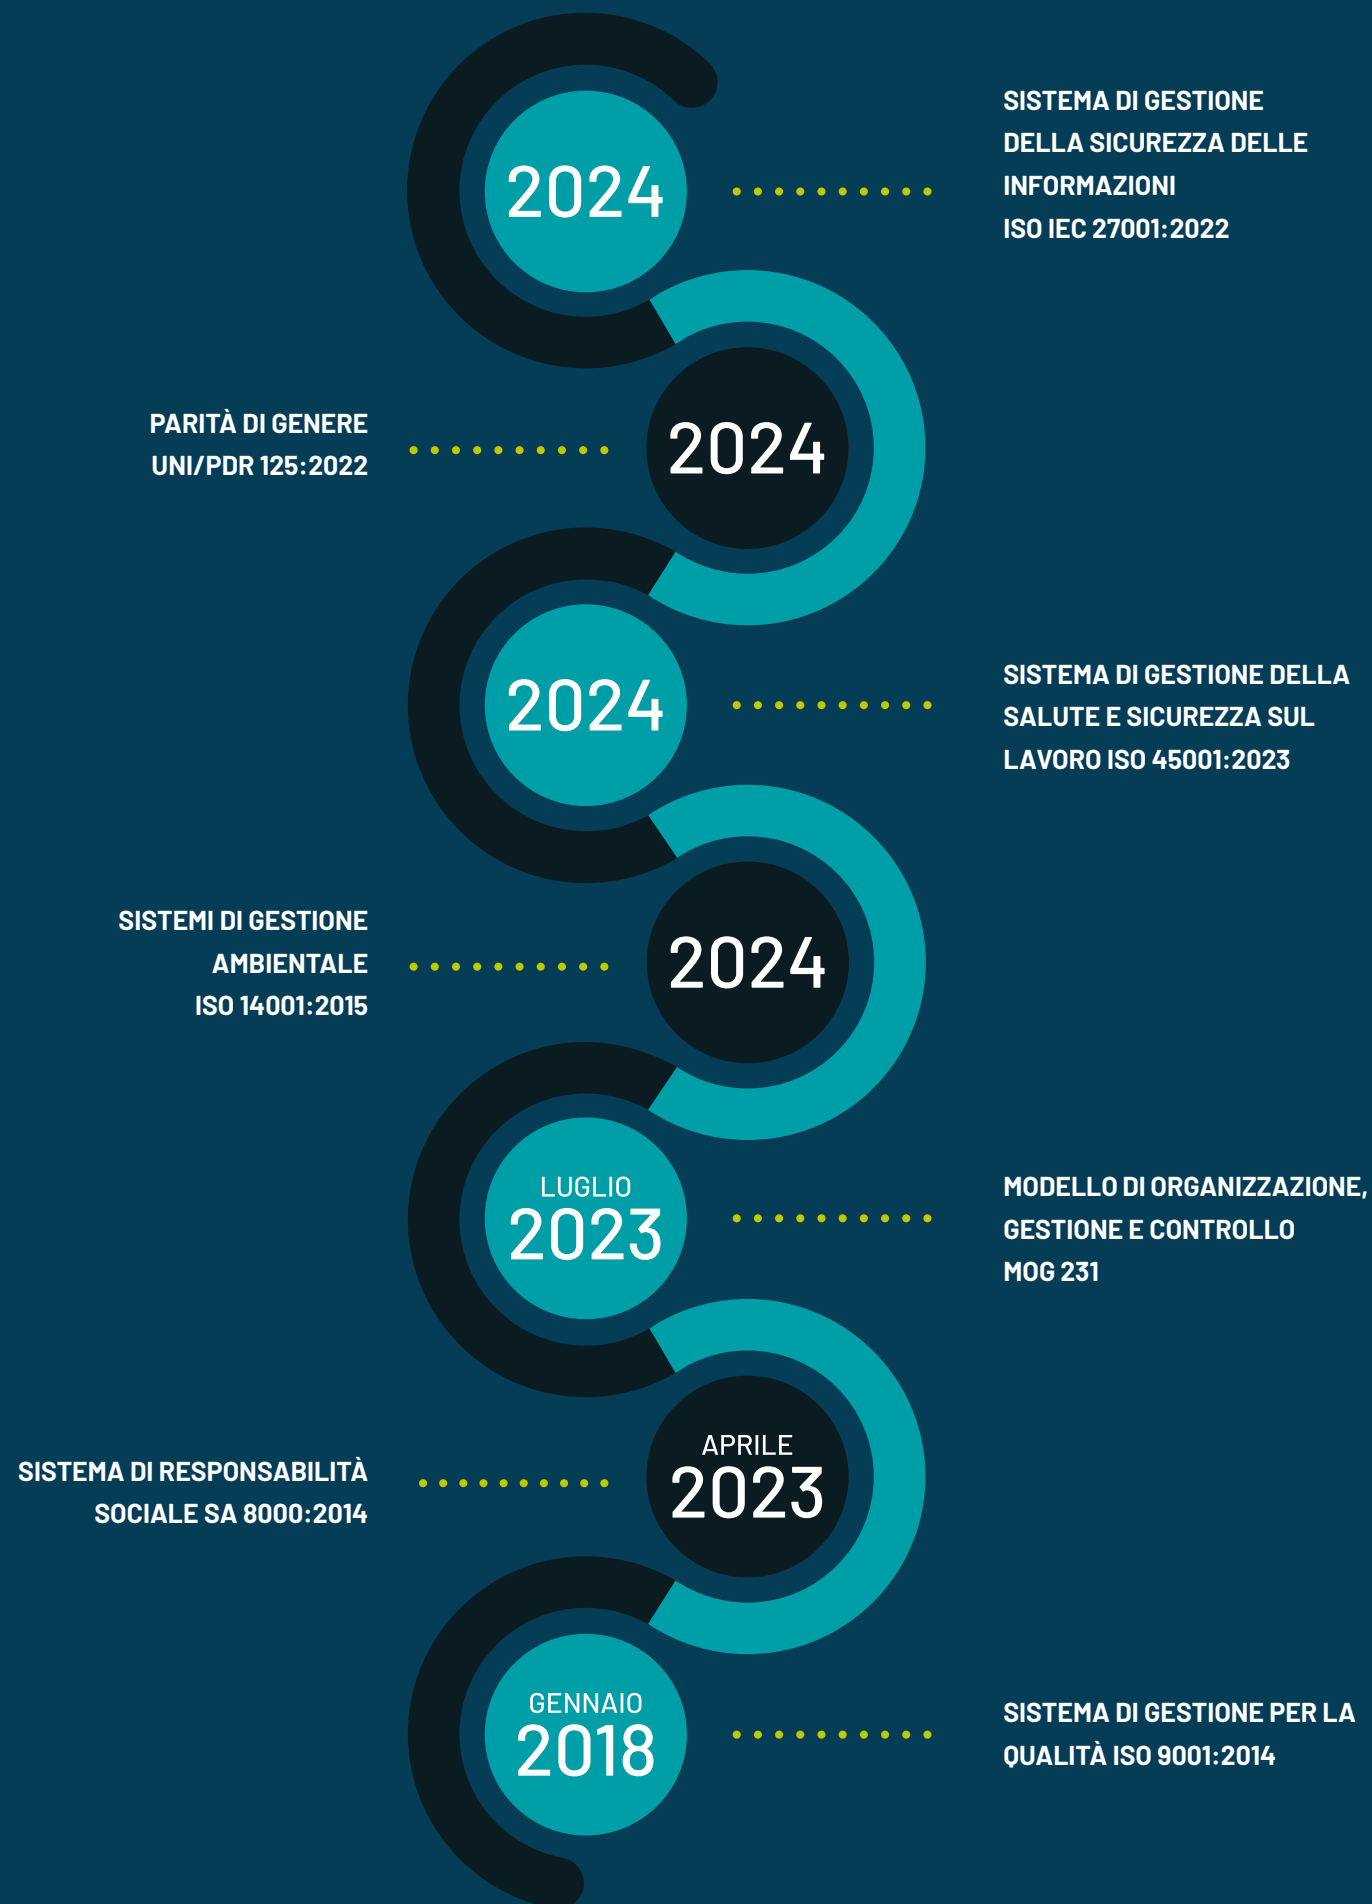 2024
SISTEMA DI GESTIONE
DELLA SICUREZZA DELLE
INFORMAZIONI
ISO IEC 27001:2022
PARITÀ DI GENERE
UNI/PDR 125:2022
2024
2024
SISTEMA DI GESTIONE DELLA
SALUTE E SICUREZZA SUL
LAVORO ISO 45001:2023
SISTEMI DI GESTIONE
AMBIENTALE
ISO 14001:2015
2024
LUGLIO
2023
MODELLO DI ORGANIZZAZIONE,
GESTIONE E CONTROLLO
MOG 231
SISTEMA DI RESPONSABILITÀ
SOCIALE SA 8000:2014
APRILE
2023
GENNAIO
2018
SISTEMA DI GESTIONE PER LA
QUALITÀ ISO 9001:2014